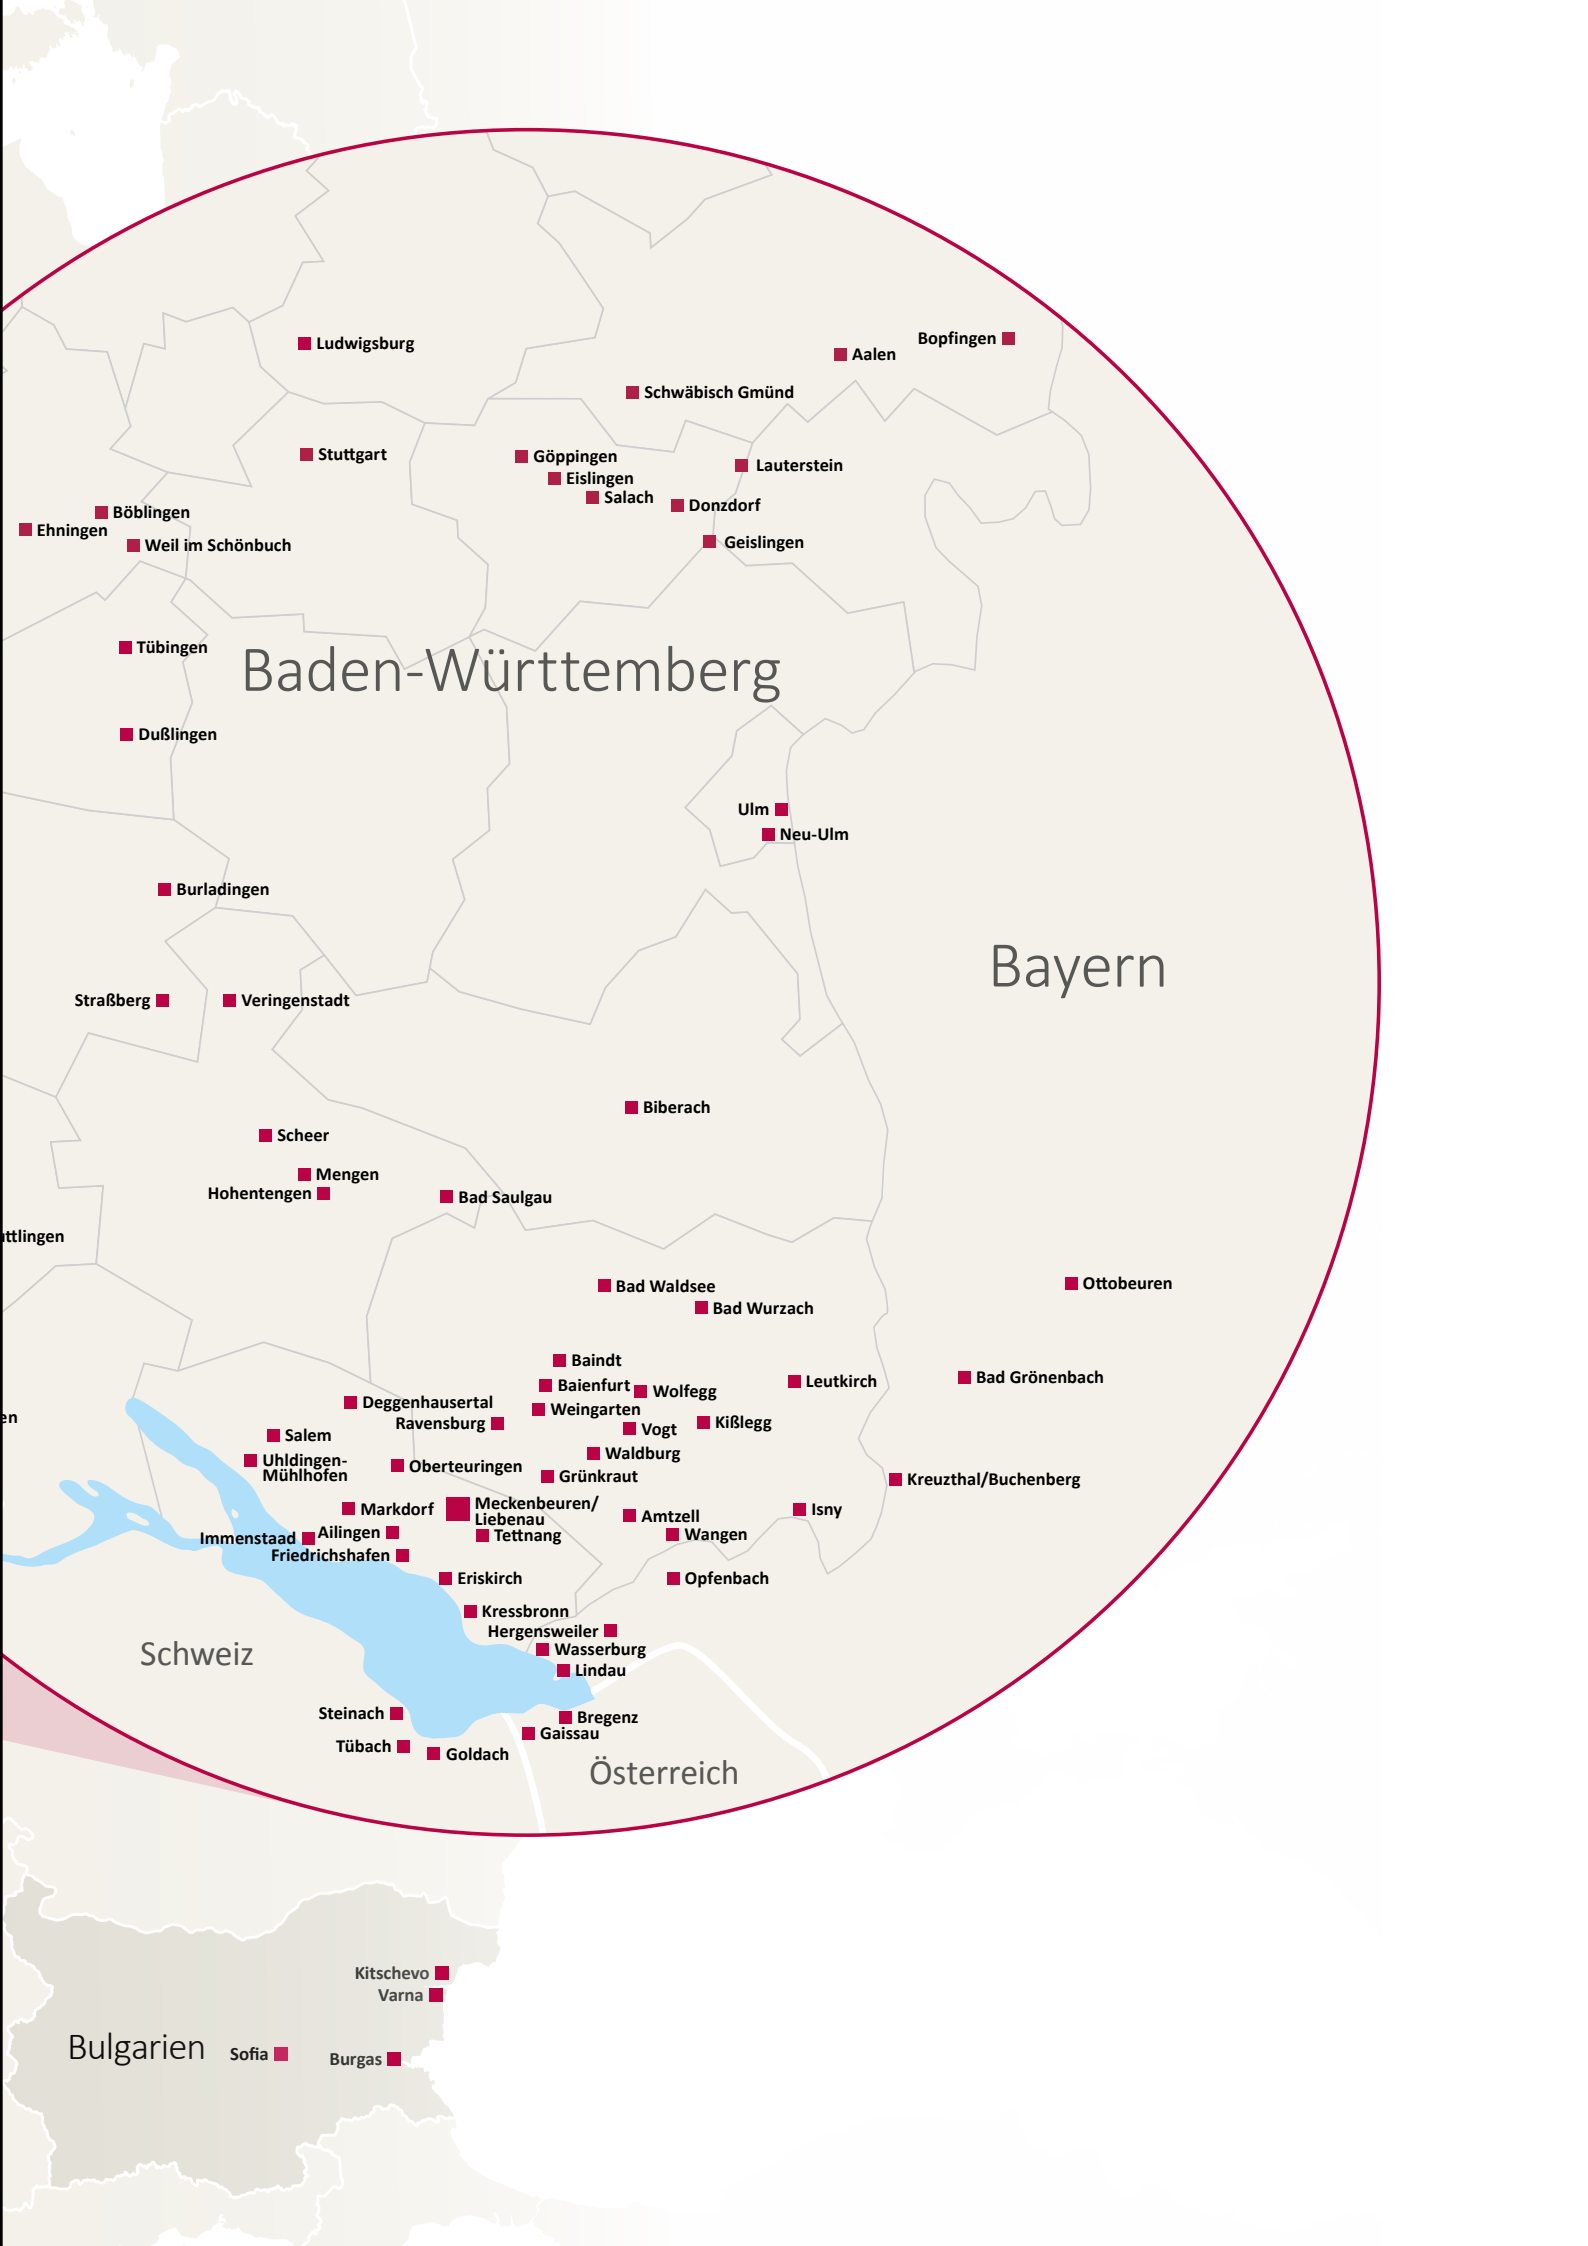 Bopfingen
Ludwigsburg
Aalen
Schwäbisch Gmünd
Stuttgart
Göppingen
Lauterstein
Eislingen
Salach
Donzdorf
Böblingen
Ehningen
Weil im Schönbuch
Geislingen
Tübingen
Baden-Württemberg
Dußlingen
Ulm
Neu-Ulm
Burladingen
Bayern
Straßberg
Veringenstadt
Biberach
Scheer
Mengen
Hohentengen
Bad Saulgau
ttlingen
Ottobeuren
Bad Waldsee
Bad Wurzach
Baindt
Bad Grönenbach
Leutkirch
Baienfurt
Wolfegg
Deggenhausertal
Weingarten
en
Ravensburg
Kißlegg
Vogt
Salem
Waldburg
Uhldingen-
Mühlhofen
Oberteuringen
Grünkraut
Kreuzthal/Buchenberg
Meckenbeuren/
Liebenau
Markdorf
Isny
Amtzell
Ailingen
Immenstaad
Tettnang
Wangen
Friedrichshafen
Eriskirch
Opfenbach
Kressbronn
Hergensweiler
Wasserburg
Schweiz
Lindau
Steinach
Bregenz
Gaissau
Tübach
Goldach
Österreich
Kitschevo
Varna
Bulgarien
Sofia
Burgas